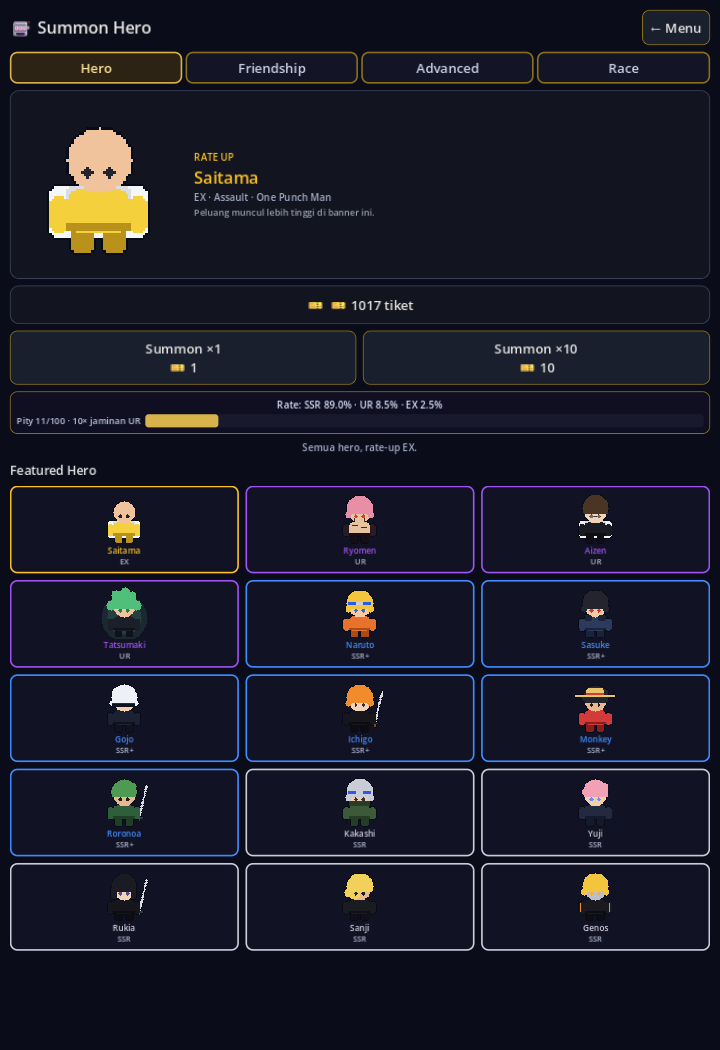 Summon Hero
← Menu
Hero
Friendship
Advanced
Race
RATE UP
Saitama
EX · Assault · One Punch Man
Peluang muncul lebih tinggi di banner ini.
1017 tiket
Summon ×1
1
Summon ×10
10
Rate: SSR 89.0% · UR 8.5% · EX 2.5%
Pity 11/100 · 10× jaminan UR
Semua hero, rate-up EX.
Featured Hero
Saitama
EX
Ryomen
UR
Aizen
UR
Tatsumaki
UR
Naruto
SSR+
Sasuke
SSR+
Gojo
SSR+
Ichigo
SSR+
Monkey
SSR+
Roronoa
SSR+
Kakashi
SSR
Yuji
SSR
Rukia
SSR
Sanji
SSR
Genos
SSR